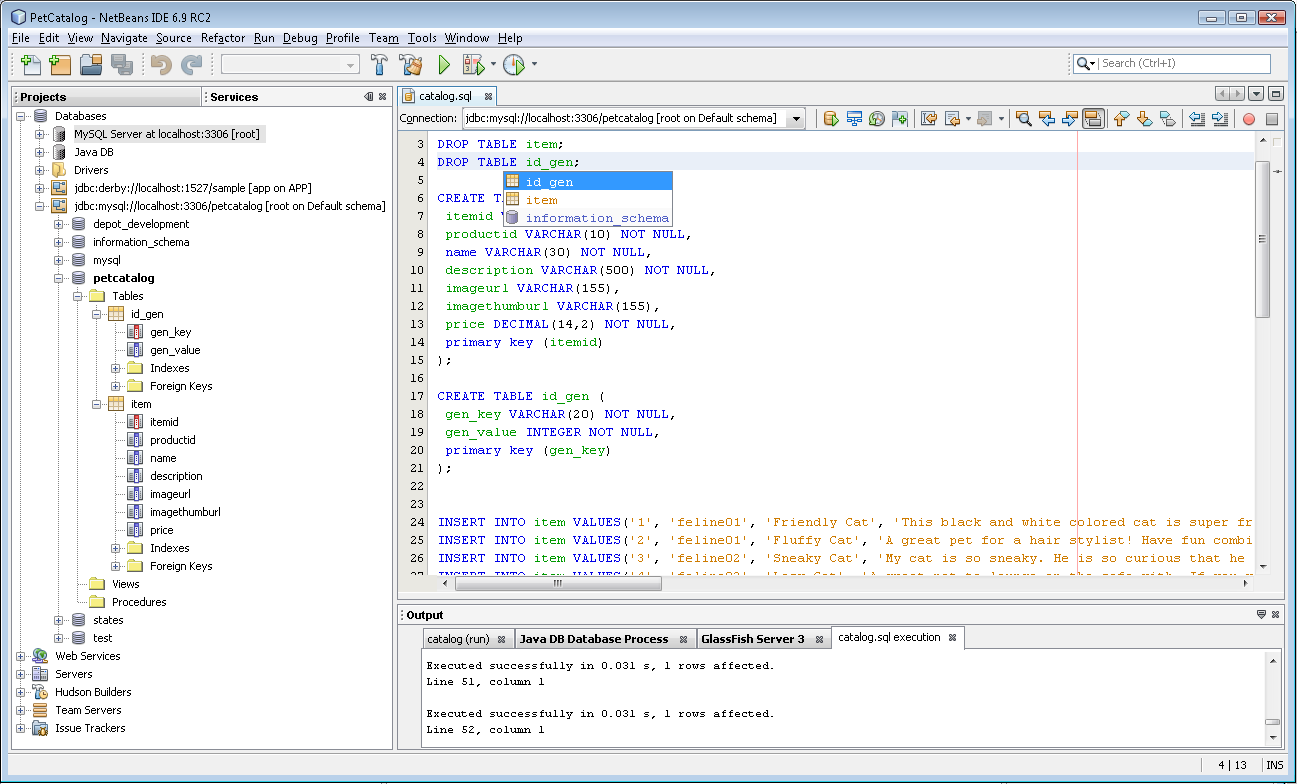 PetCatalog - NetBeans IDE 6.9 RC2
File Edit View Navigate Source Refactor Run Debug Profile Team Tools Window Help
Search (Ctrl+I)
Projects
Services
Databases
MySQL Server at localhost:3306 [root]
Java DB
Drivers
jdbc:derby://localhost:1527/sample [app on APP]
jdbc:mysql://localhost:3306/petcatalog [root on Default schema]
depot_development
information_schema
mysql
petcatalog
Tables
id_gen
gen_key
gen_value
Indexes
Foreign Keys
item
itemid
productid
name
description
imageurl
imagethumburl
price
Indexes
Foreign Keys
Views
Procedures
states
test
Web Services
Servers
Hudson Builders
Team Servers
Issue Trackers
catalog.sql
Connection: jdbc:mysql://localhost:3306/petcatalog [root on Default schema]
3 DROP TABLE item;
4 DROP TABLE id_gen;
5
id_gen
item
information_schema
6 CREATE
7 itemid
8 productid VARCHAR(10) NOT NULL,
9 name VARCHAR(30) NOT NULL,
10 description VARCHAR(500) NOT NULL,
11 imageurl VARCHAR(155),
12 imagethumburl VARCHAR(155),
13 price DECIMAL(14,2) NOT NULL,
14 primary key (itemid)
15 );
16
17 CREATE TABLE id_gen (
18 gen_key VARCHAR(20) NOT NULL,
19 gen_value INTEGER NOT NULL,
20 primary key (gen_key)
21 );
22
23
24 INSERT INTO item VALUES('1', 'feline01', 'Friendly Cat', 'This black and white colored cat is super fr
25 INSERT INTO item VALUES('2', 'feline01', 'Fluffy Cat', 'A great pet for a hair stylist! Have fun combi
26 INSERT INTO item VALUES('3', 'feline02', 'Sneaky Cat', 'My cat is so sneaky. He is so curious that he
Output
catalog (run)
Java DB Database Process
GlassFish Server 3
catalog.sql execution
Executed successfully in 0.031 s, 1 rows affected.
Line 51, column 1
Executed successfully in 0.031 s, 1 rows affected.
Line 52, column 1
4 | 13 INS